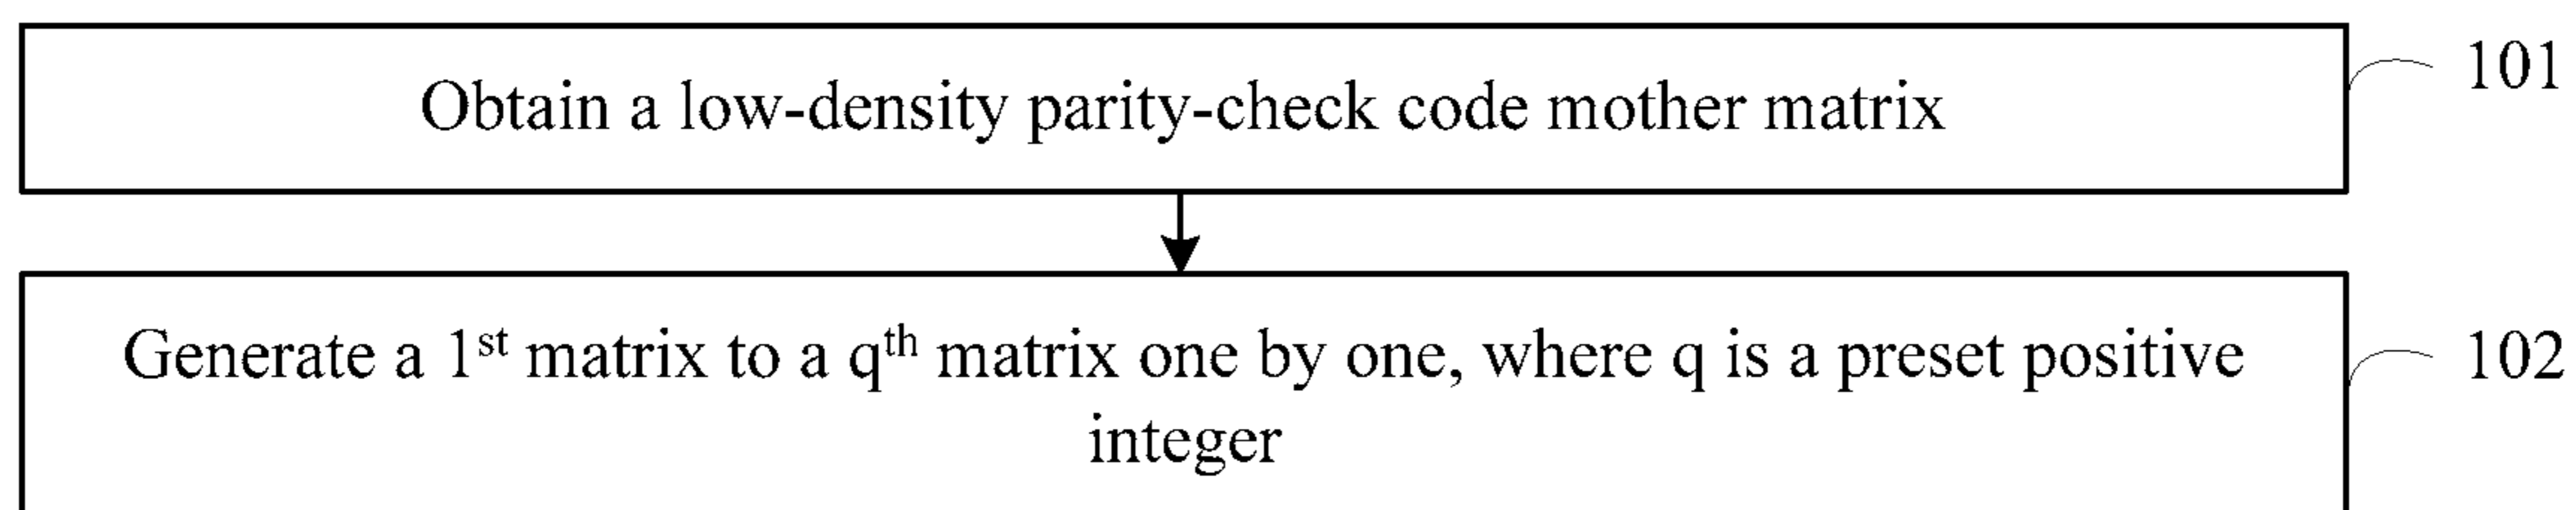 Obtain a low-density parity-check code mother matrix
101
Generate a 1st matrix to a qth matrix one by one, where q is a preset positive
integer
102